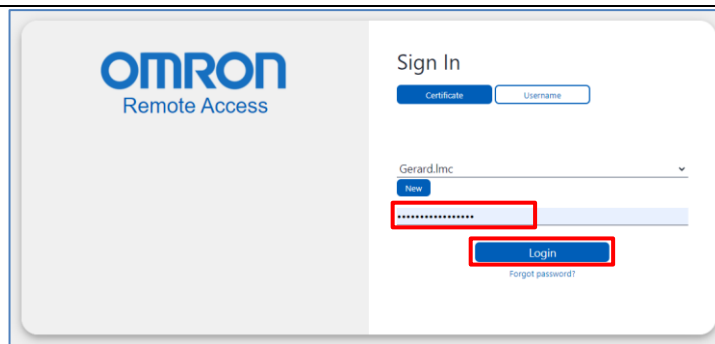 OMRON
Remote Access
Sign In
Certificate
Username
Gerard.lmc
New
•••••••••••••••••
Login
Forgot password?